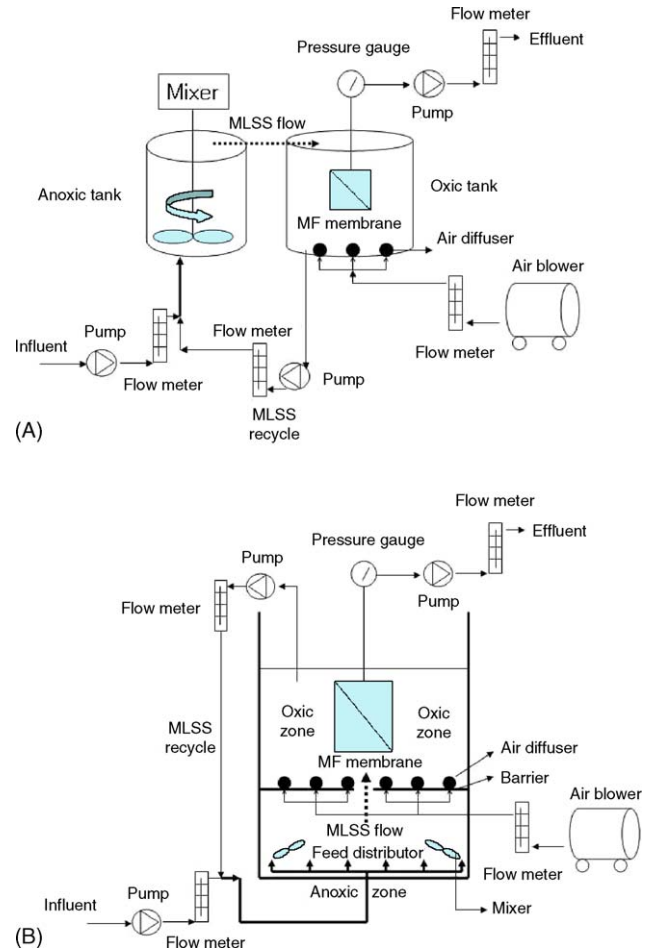 Flow meter
Effluent
Pressure gauge
Pump
Mixer
MLSS flow
Anoxic tank
Oxic tank
MF membrane
Air diffuser
Air blower
Pump
Flow meter
Influent
Flow meter
Flow meter
Pump
MLSS
recycle
(A)
Flow meter
Effluent
Pressure gauge
Pump
Pump
Flow meter
MLSS
recycle
Oxic
zone
Oxic
zone
MF membrane
Air diffuser
Barrier
Air blower
MLSS flow
Feed distributor
Flow meter
Anoxic zone
Pump
Influent
Mixer
Flow meter
(B)